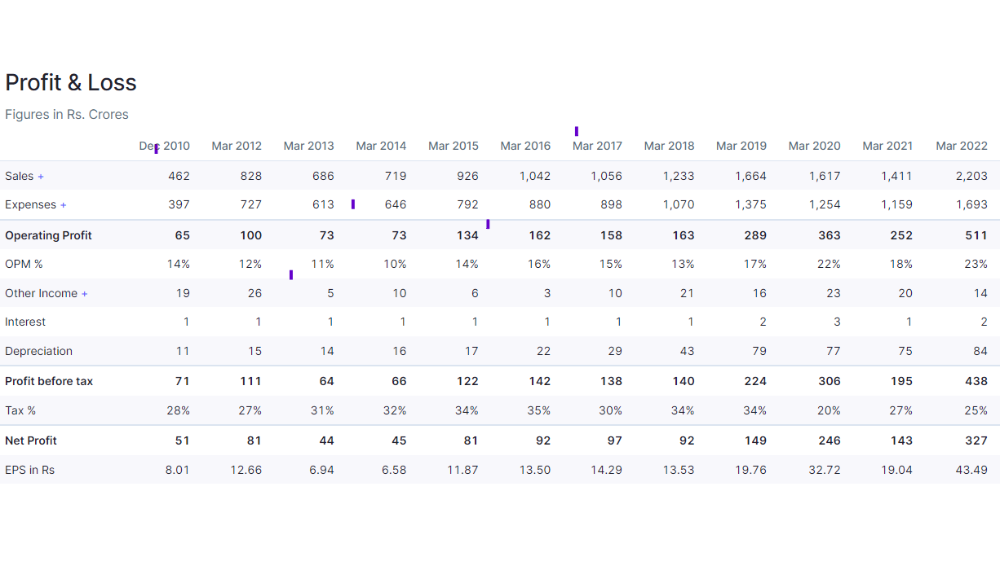 Profit & Loss
Figures in Rs. Crores
Dec 2010 Mar 2012 Mar 2013 Mar 2014 Mar 2015 Mar 2016 Mar 2017 Mar 2018 Mar 2019 Mar 2020 Mar 2021 Mar 2022
Sales + 462 828 686 719 926 1,042 1,056 1,233 1,664 1,617 1,411 2,203
Expenses + 397 727 613 646 792 880 898 1,070 1,375 1,254 1,159 1,693
Operating Profit 65 100 73 73 134 162 158 163 289 363 252 511
OPM % 14% 12% 11% 10% 14% 16% 15% 13% 17% 22% 18% 23%
Other Income + 19 26 5 10 6 3 10 21 16 23 20 14
Interest 1 1 1 1 1 1 1 1 2 3 1 2
Depreciation 11 15 14 16 17 22 29 43 79 77 75 84
Profit before tax 71 111 64 66 122 142 138 140 224 306 195 438
Tax % 28% 27% 31% 32% 34% 35% 30% 34% 34% 20% 27% 25%
Net Profit 51 81 44 45 81 92 97 92 149 246 143 327
EPS in Rs 8.01 12.66 6.94 6.58 11.87 13.50 14.29 13.53 19.76 32.72 19.04 43.49